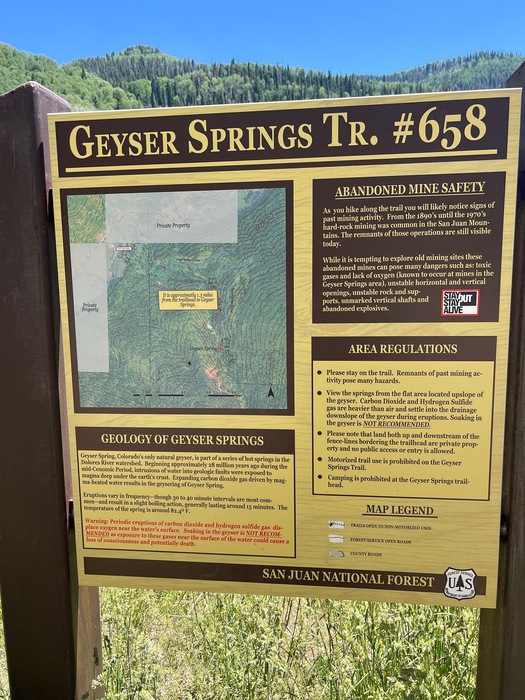 GEYSER SPRINGS TR. #658
Private Property
Private
Property
It is approximately 1.3 miles
from the trailhead to Geyser
Springs.
Geyser Spring
GEOLOGY OF GEYSER SPRINGS
Geyser Spring, Colorado's only natural geyser, is part of a series of hot springs in the
Dolores River watershed. Beginning approximately 28 million years ago during the
mid-Cenozoic Period, intrusions of water into geologic faults were exposed to
magma deep under the earth's crust. Expanding carbon dioxide gas driven by mag-
ma-heated water results in the geysering of Geyser Spring.
Eruptions vary in frequency—though 30 to 40 minute intervals are most com-
mon—and result in a slight boiling action, generally lasting around 15 minutes. The
temperature of the spring is around 82.4° F.
Warning: Periodic eruptions of carbon dioxide and hydrogen sulfide gas dis-
place oxygen near the water's surface. Soaking in the geyser is NOT RECOM-
MENDED as exposure to these gases near the surface of the water could cause a
loss of consciousness and potentially death.
ABANDONED MINE SAFETY
As you hike along the trail you will likely notice signs of
past mining activity. From the 1890's until the 1970's
hard-rock mining was common in the San Juan Moun-
tains. The remnants of those operations are still visible
today.
While it is tempting to explore old mining sites these
abandoned mines can pose many dangers such as: toxic
gases and lack of oxygen (known to occur at mines in the
Geyser Springs area), unstable horizontal and vertical
openings, unstable rock and sup-
ports, unmarked vertical shafts and
abandoned explosives.
STAY OUT
STAY
ALIVE
AREA REGULATIONS
• Please stay on the trail. Remnants of past mining ac-
tivity pose many hazards.
• View the springs from the flat area located upslope of
the geyser. Carbon Dioxide and Hydrogen Sulfide
gas are heavier than air and settle into the drainage
downslope of the geyser during eruptions. Soaking in
the geyser is NOT RECOMMENDED.
• Please note that land both up and downstream of the
fence-lines bordering the trailhead are private prop-
erty and no public access or entry is allowed.
• Motorized trail use is prohibited on the Geyser
Springs Trail.
• Camping is prohibited at the Geyser Springs trail-
head.
MAP LEGEND
TRAILS OPEN TO NON-MOTORIZED USES
FOREST SERVICE OPEN ROADS
COUNTY ROADS
SAN JUAN NATIONAL FOREST
FOREST SERVICE
U S